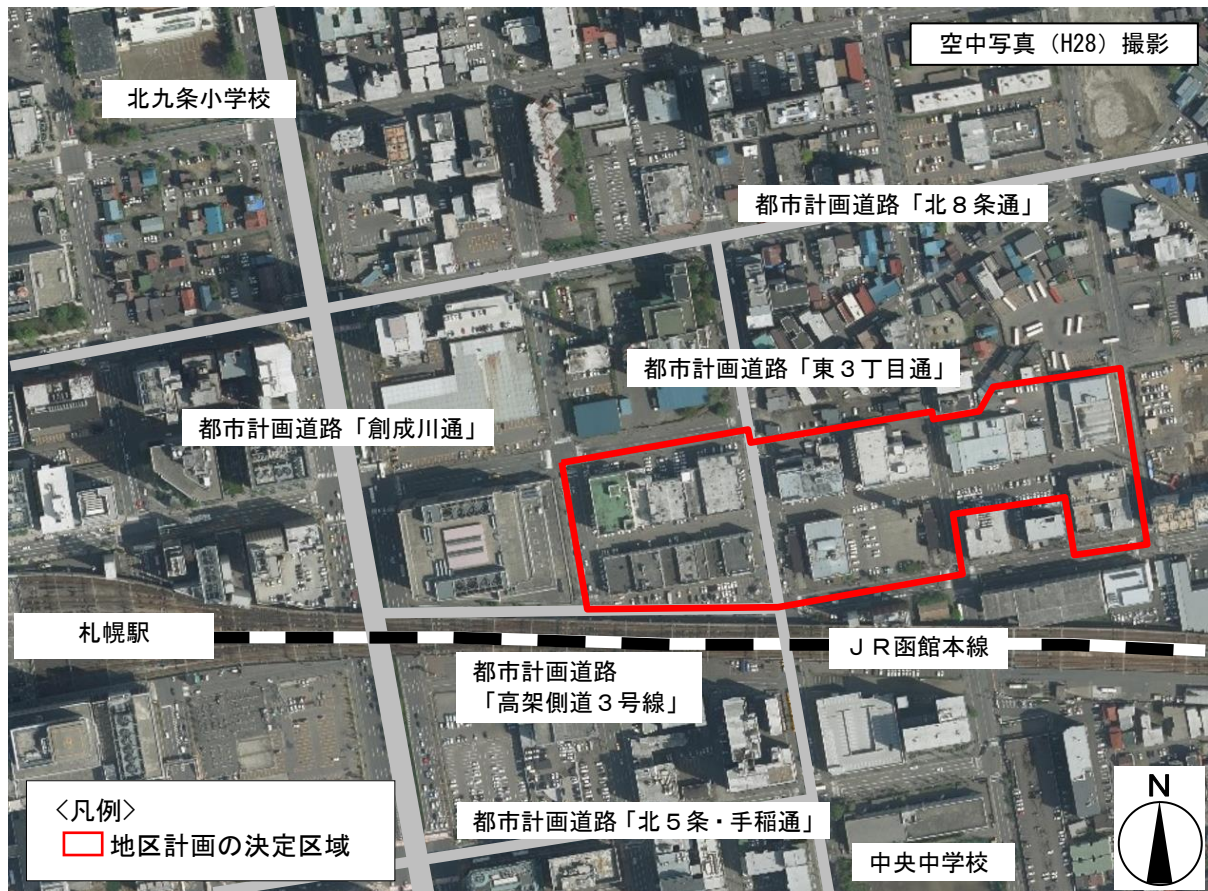 空中写真（H28）撮影
北九条小学校
都市計画道路「北８条通」
都市計画道路「東３丁目通」
都市計画道路「創成川通」
札幌駅
ＪＲ函館本線
都市計画道路
「高架側道３号線」
都市計画道路「北５条・手稲通」
中央中学校
<凡例>
地区計画の決定区域
N